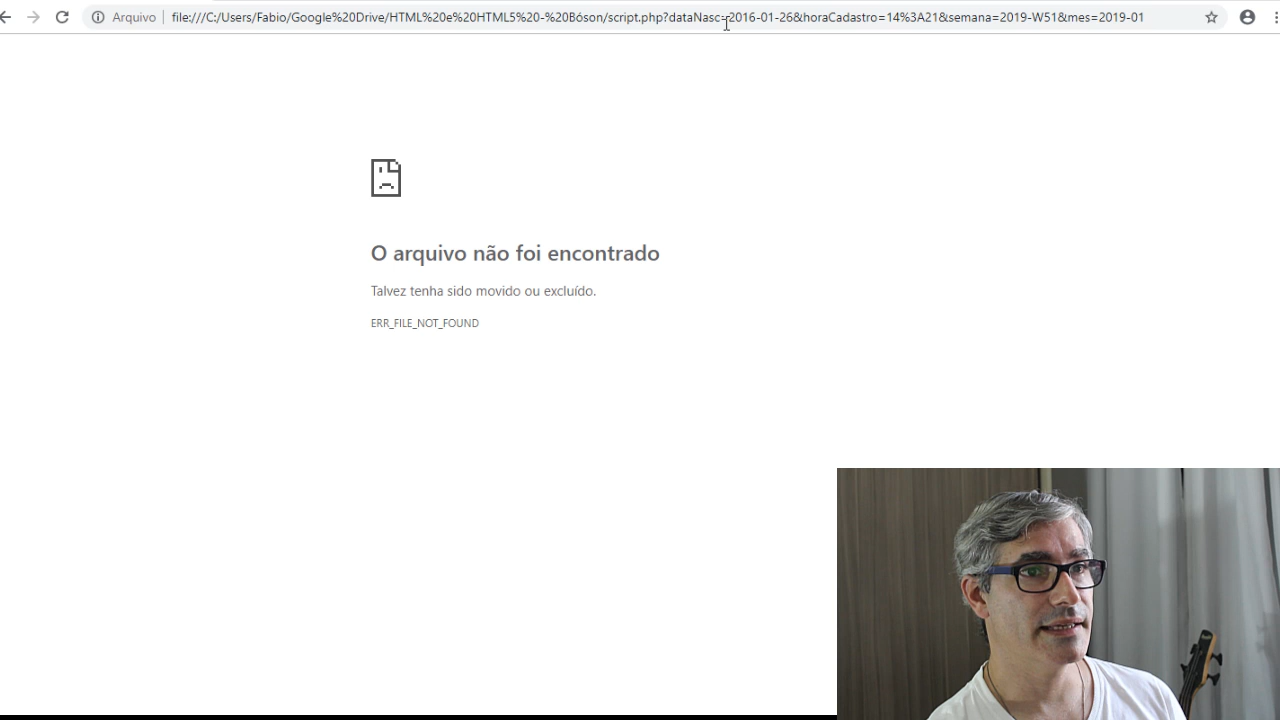 Arquivo file:///C:/Users/Fabio/Google%20Drive/HTML%20e%20HTML5%20-%20Bóson/script.php?dataNasc=2016-01-26&horaCadastro=14%3A21&semana=2019-W51&mes=2019-01
O arquivo não foi encontrado
Talvez tenha sido movido ou excluído.
ERR_FILE_NOT_FOUND